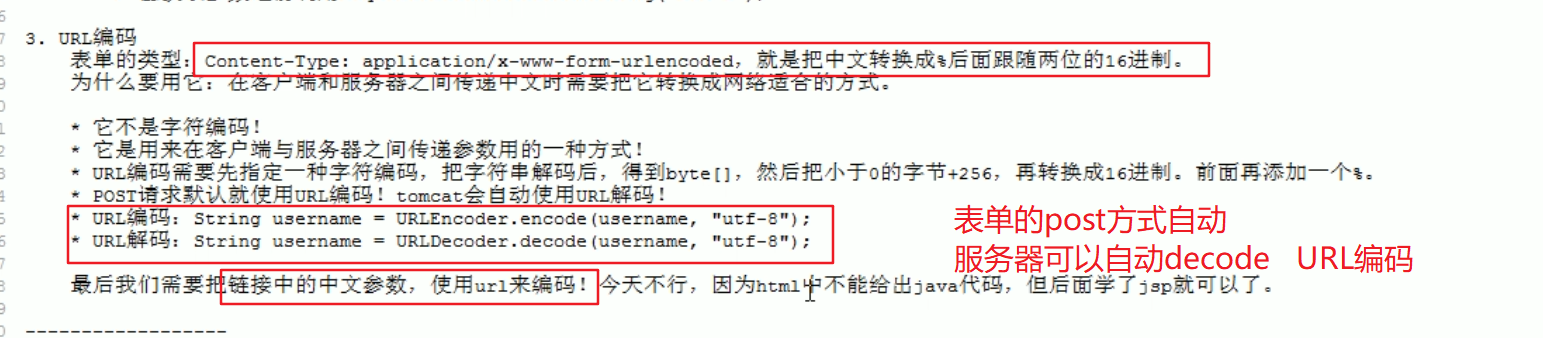 3. URL编码
表单的类型：Content-Type: application/x-www-form-urlencoded，就是把中文转换成%后面跟随两位的16进制。
为什么要用它：在客户端和服务器之间传递中文时需要把它转换成网络适合的方式。
* 它不是字符编码！
* 它是用来在客户端与服务器之间传递参数用的一种方式！
* URL编码需要先指定一种字符编码，把字符串解码后，得到byte[]，然后把小于0的字节+256，再转换成16进制。前面再添加一个%。
* POST请求默认就使用URL编码！tomcat会自动使用URL解码！
* URL编码：String username = URLEncoder.encode(username, "utf-8");
* URL解码：String username = URLDecoder.decode(username, "utf-8");
表单的post方式自动
服务器可以自动decode URL编码
最后我们需要把链接中的中文参数，使用url来编码！今天不行，因为html中不能给出java代码，但后面学了jsp就可以了。
------------------